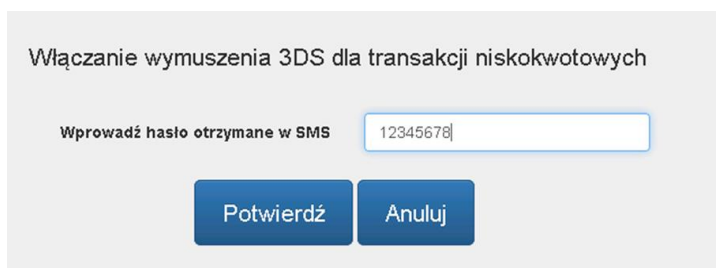 Włączanie wymuszenia 3DS dla transakcji niskokwotowych
Wprowadź hasło otrzymane w SMS 12345678
Potwierdź Anuluj